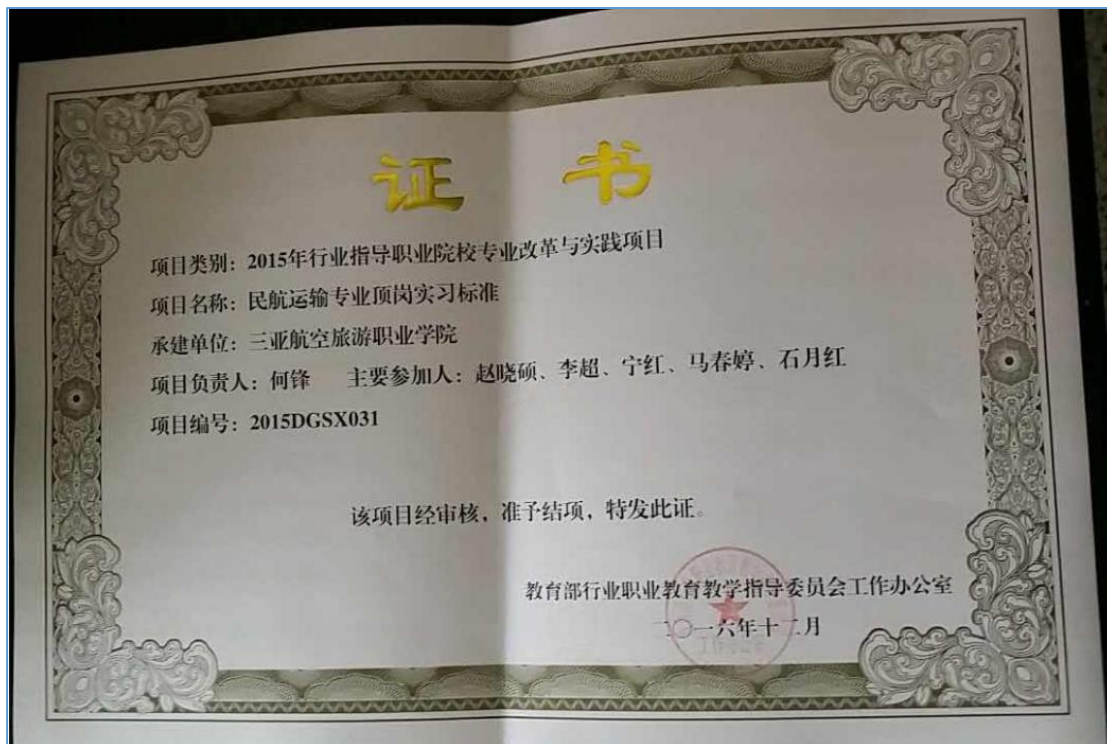 证 书
项目类别：2015年行业指导职业院校专业改革与实践项目
项目名称：民航运输专业顶岗实习标准
承建单位：三亚航空旅游职业学院
项目负责人：何锋 主要参加人：赵晓硕、李超、宁红、马春婷、石月红
项目编号：2015DGSX031
该项目经审核，准予结项，特发此证。
教育部行业职业教育教学指导委员会工作办公室
二〇一六年十二月
工作办公室